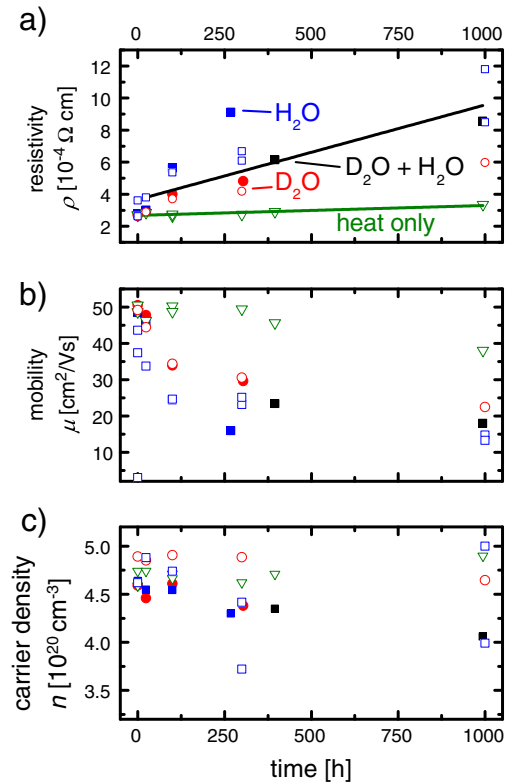 a)
0 250 500 750 1000
12
10
8
6
4
2
resistivity
ρ [10⁻⁴ Ω cm]
H₂O
D₂O + H₂O
D₂O
heat only
b)
50
40
30
20
10
mobility
μ [cm²/Vs]
c)
5.0
4.5
4.0
3.5
carrier density
n [10²⁰ cm⁻³]
0 250 500 750 1000
time [h]